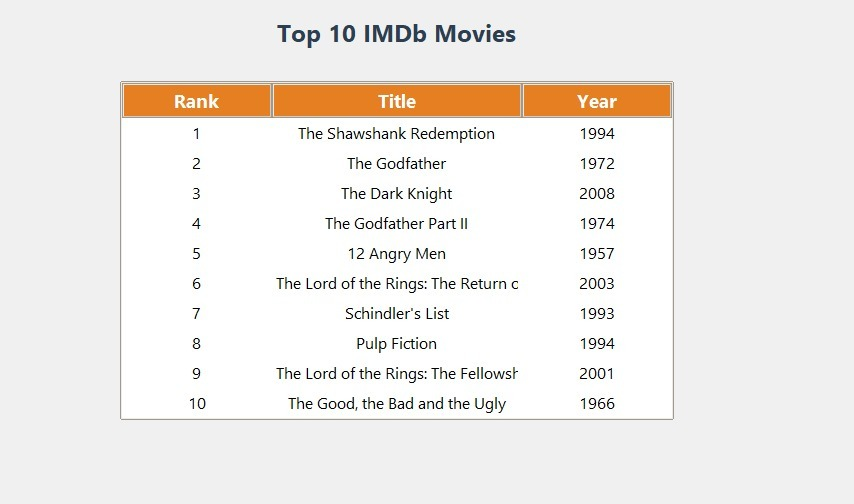 Top 10 IMDb Movies
Rank Title Year
1 The Shawshank Redemption 1994
2 The Godfather 1972
3 The Dark Knight 2008
4 The Godfather Part II 1974
5 12 Angry Men 1957
6 The Lord of the Rings: The Return 2003
7 Schindler's List 1993
8 Pulp Fiction 1994
9 The Lord of the Rings: The Fellows 2001
10 The Good, the Bad and the Ugly 1966